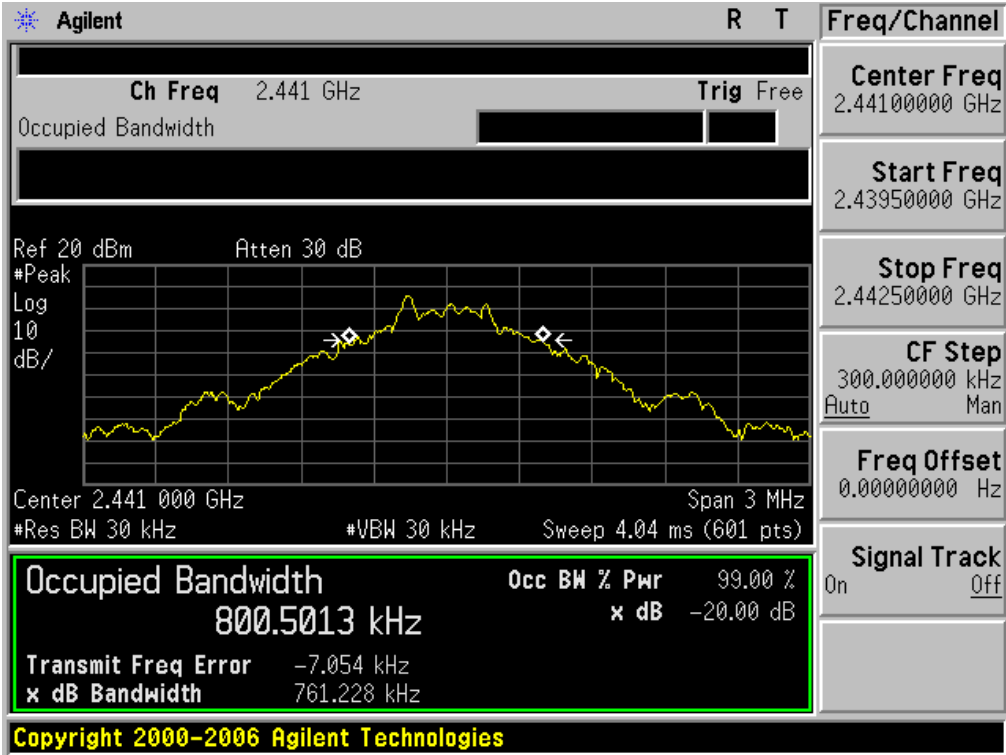 Agilent R T
Freq/Channel
Ch Freq 2.441 GHz Trig Free
Occupied Bandwidth
Ref 20 dBm Atten 30 dB
#Peak
Log
10
dB/
Center 2.441 000 GHz Span 3 MHz
#Res BW 30 kHz #VBW 30 kHz Sweep 4.04 ms (601 pts)
Occupied Bandwidth Occ BW % Pwr 99.00 %
800.5013 kHz x dB -20.00 dB
Transmit Freq Error -7.054 kHz
x dB Bandwidth 761.228 kHz
Copyright 2000-2006 Agilent Technologies
Center Freq
2.44100000 GHz
Start Freq
2.43950000 GHz
Stop Freq
2.44250000 GHz
CF Step
300.000000 kHz
Auto Man
Freq Offset
0.00000000 Hz
Signal Track
On Off